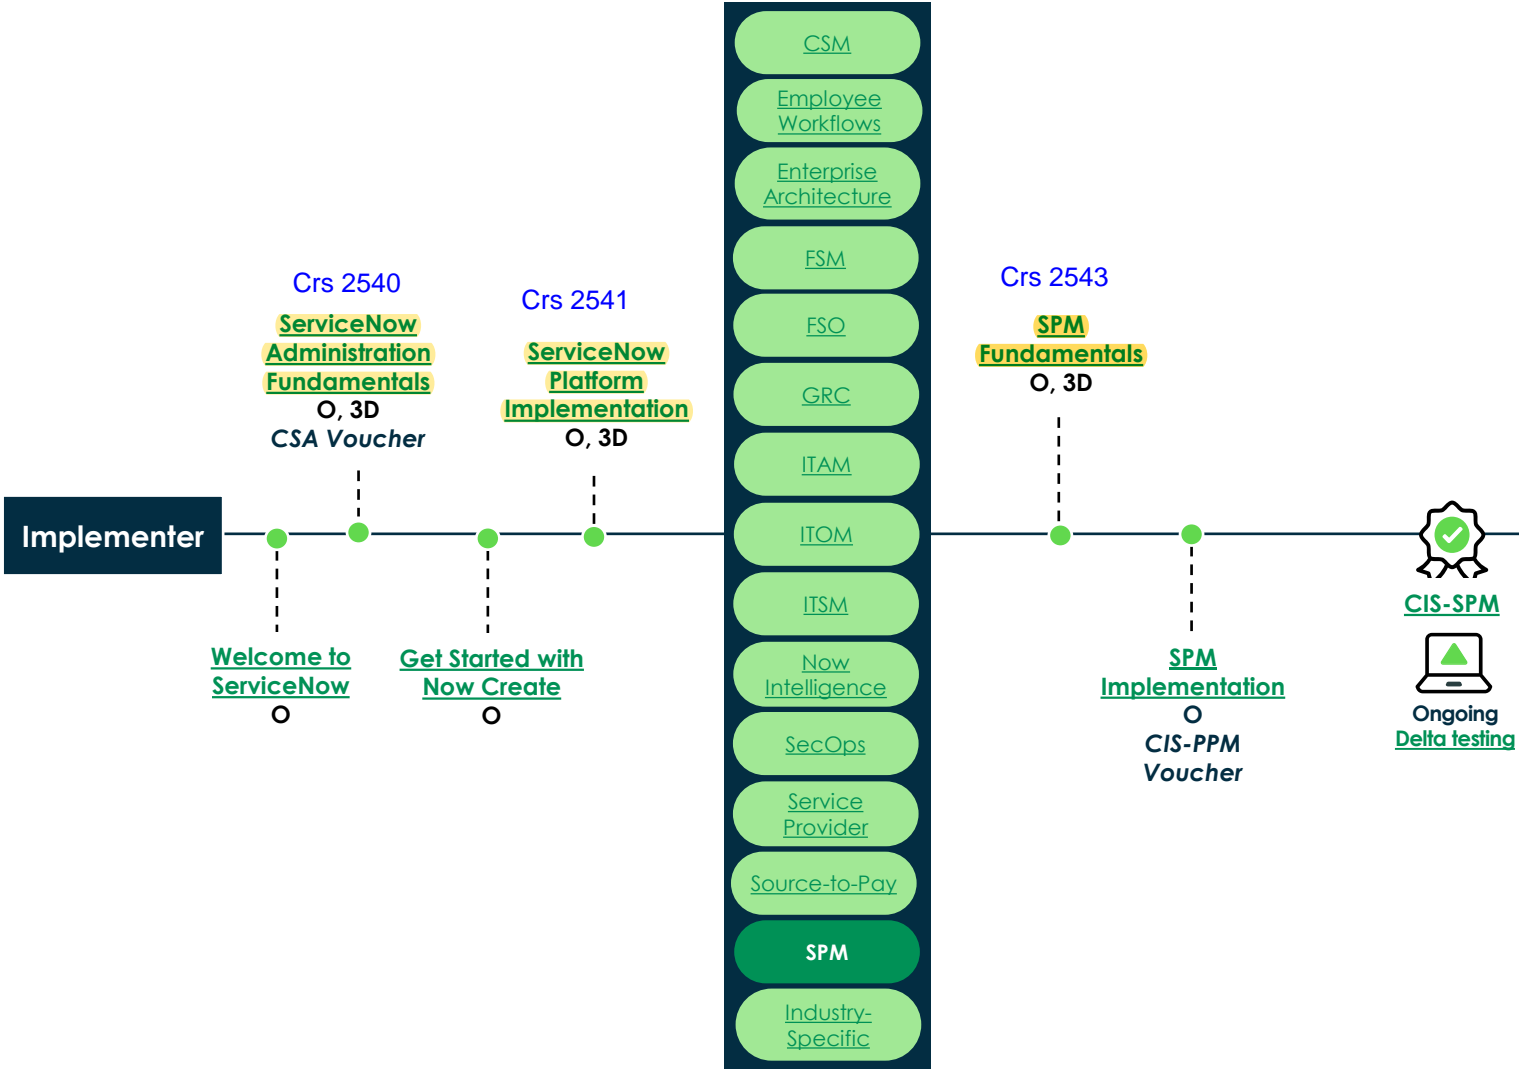 Implementer
Welcome to
ServiceNow
O
Crs 2540
ServiceNow
Administration
Fundamentals
O, 3D
CSA Voucher
Get Started with
Now Create
O
Crs 2541
ServiceNow
Platform
Implementation
O, 3D
CSM
Employee
Workflows
Enterprise
Architecture
FSM
FSO
GRC
ITAM
ITOM
ITSM
Now
Intelligence
SecOps
Service
Provider
Source-to-Pay
SPM
Industry-
Specific
Crs 2543
SPM
Fundamentals
O, 3D
SPM
Implementation
O
CIS-PPM
Voucher
CIS-SPM
Ongoing
Delta testing